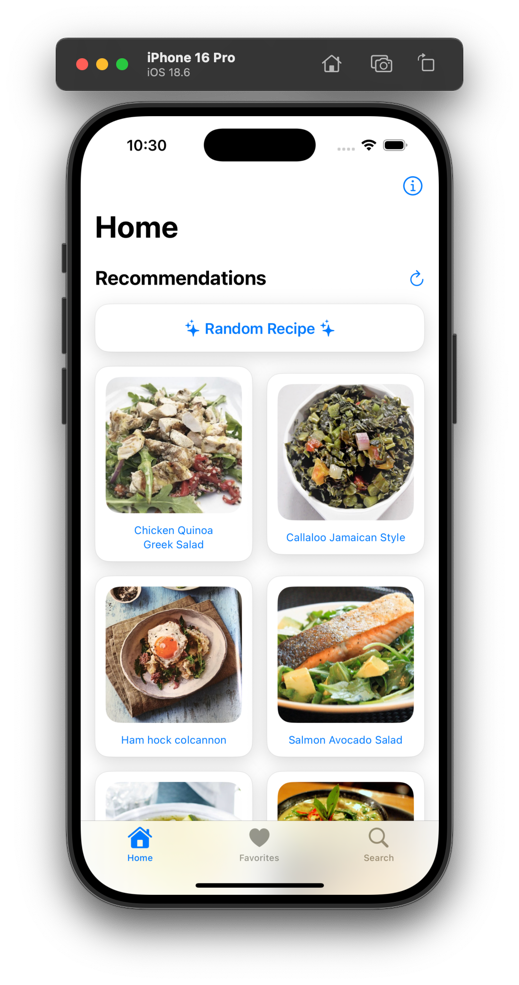 iPhone 16 Pro
iOS 18.6
10:30
Home
Recommendations
Random Recipe
Chicken Quinoa
Greek Salad
Callaloo Jamaican Style
Ham hock colcannon
Salmon Avocado Salad
Home
Favorites
Search